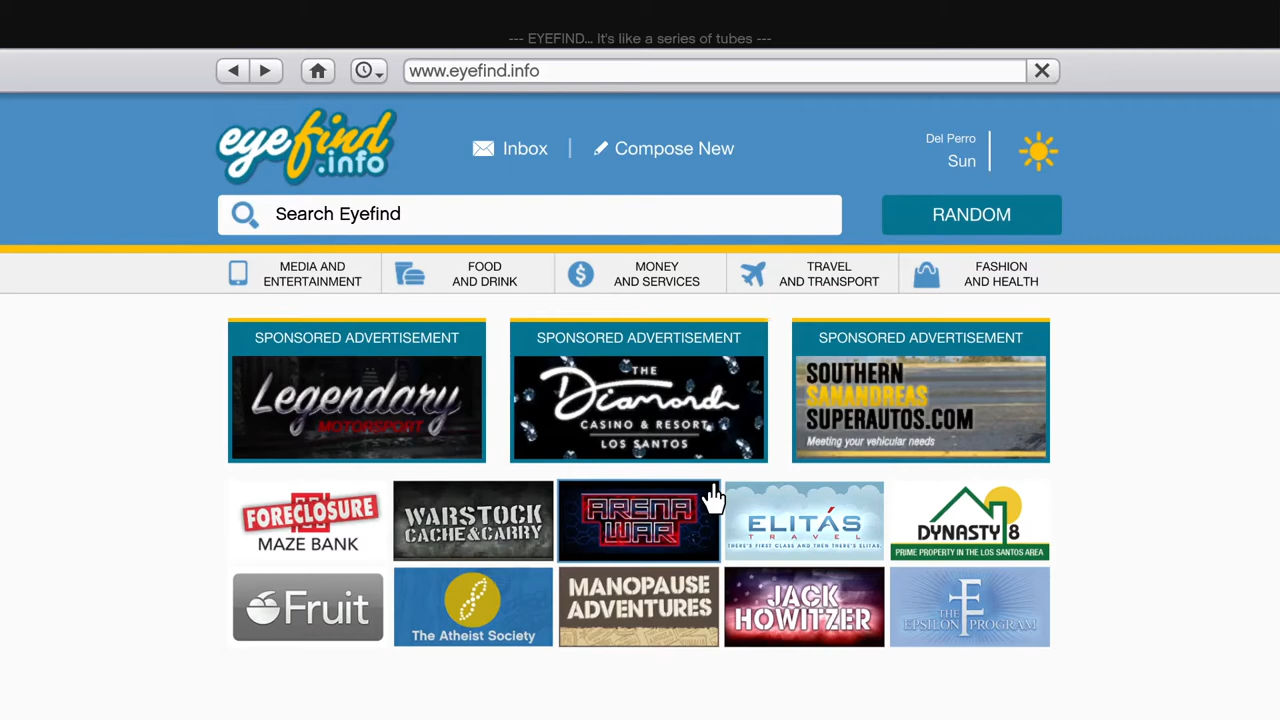 --- EYEFIND... It's like a series of tubes ---
www.eyefind.info
eyefind
.info
Inbox
Compose New
Del Perro
Sun
Search Eyefind
RANDOM
MEDIA AND
ENTERTAINMENT
FOOD
AND DRINK
MONEY
AND SERVICES
TRAVEL
AND TRANSPORT
FASHION
AND HEALTH
SPONSORED ADVERTISEMENT
Legendary
MOTORSPORT
SPONSORED ADVERTISEMENT
THE
Diamond
CASINO & RESORT
LOS SANTOS
SPONSORED ADVERTISEMENT
SOUTHERN
SANANDREAS
SUPERAUTOS.COM
Meeting your vehicular needs
FORECLOSURE
MAZE BANK
WARSTOCK
CACHE & CARRY
ARENA
WAR
ELITÁS
TRAVEL
THERE'S FIRST CLASS AND THEN THERE'S ELITAS.
DYNASTY 8
PRIME PROPERTY IN THE LOS SANTOS AREA
Fruit
The Atheist Society
MANOPAUSE
ADVENTURES
JACK
HOWITZER
THE
EPSILON PROGRAM